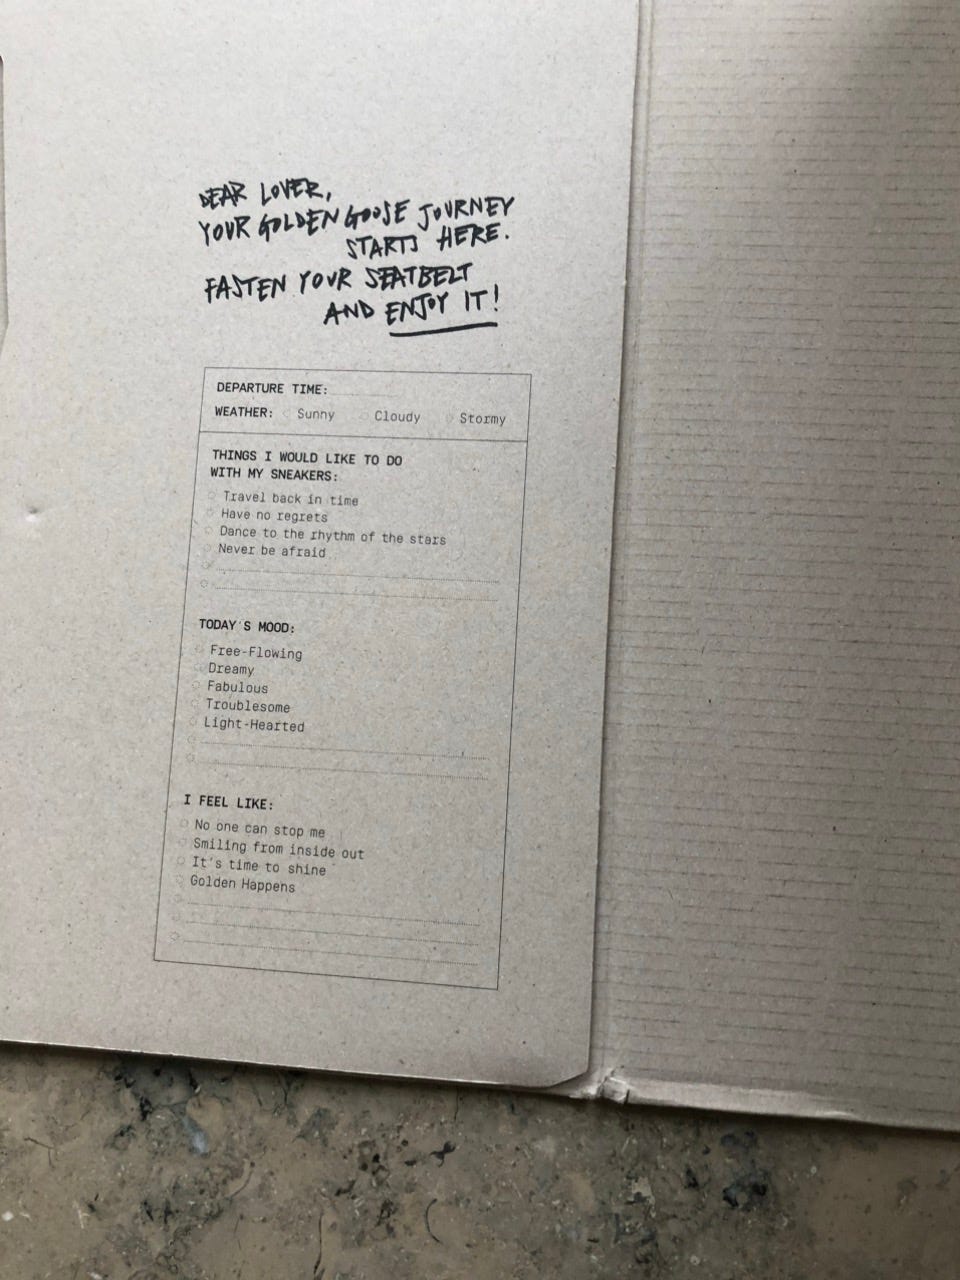 DEAR LOVER,
YOUR GOLDEN GOOSE JOURNEY
STARTS HERE.
FASTEN YOUR SEATBELT
AND ENJOY IT!
DEPARTURE TIME:
WEATHER: Sunny Cloudy Stormy
THINGS I WOULD LIKE TO DO
WITH MY SNEAKERS:
Travel back in time
Have no regrets
Dance to the rhythm of the stars
Never be afraid
TODAY'S MOOD:
Free-Flowing
Dreamy
Fabulous
Troublesome
Light-Hearted
I FEEL LIKE:
No one can stop me
Smiling from inside out
It's time to shine
Golden Happens